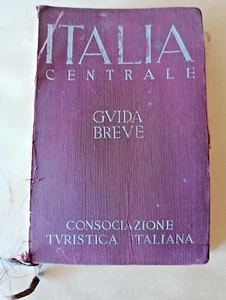 ITALIA
CENTRALE
GVIDA
BREVE
CONSOCIAZIONE
TVRISTICA ITALIANA